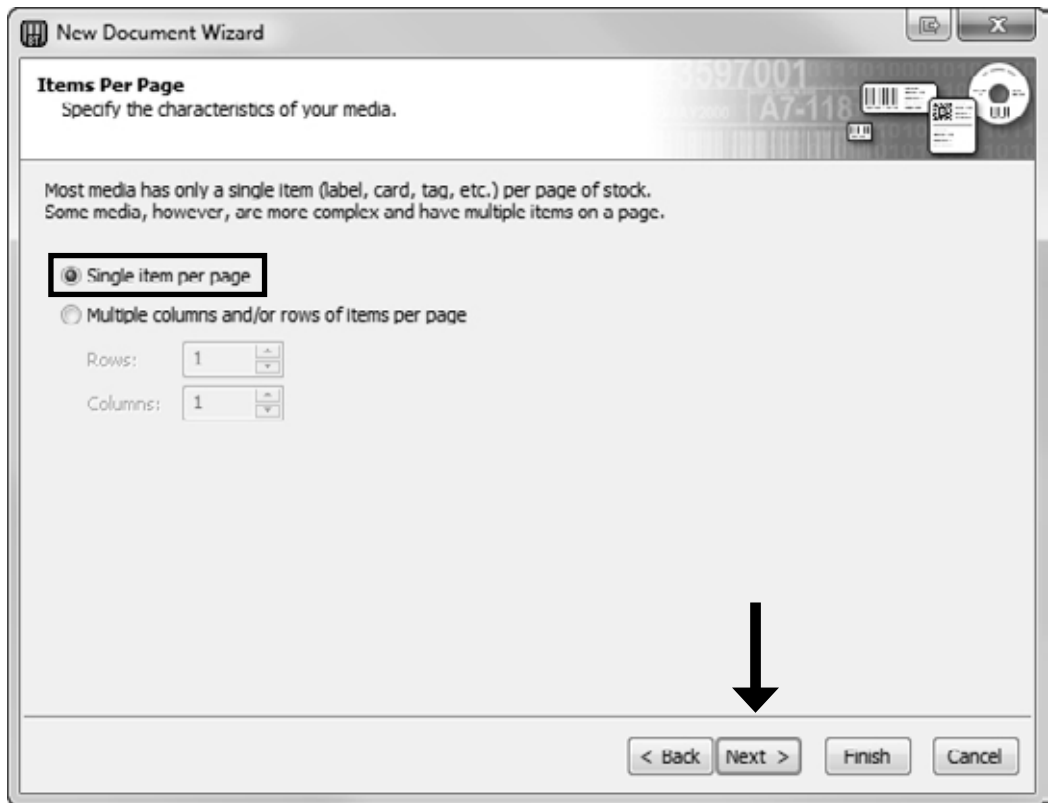 New Document Wizard
Items Per Page
Specify the characteristics of your media.
3597001
A7-118
Most media has only a single item (label, card, tag, etc.) per page of stock.
Some media, however, are more complex and have multiple items on a page.
Single item per page
Multiple columns and/or rows of items per page
Rows: 1
Columns: 1
< Back Next > Finish Cancel